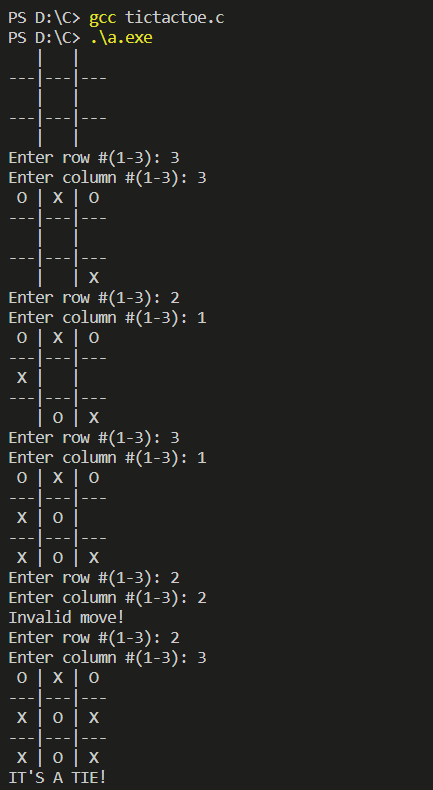 PS D:\C> gcc tictactoe.c
PS D:\C> .\a.exe
   |   |
---|---|---
   |   |
---|---|---
   |   |
Enter row #(1-3): 3
Enter column #(1-3): 3
 O | X | O
---|---|---
   |   |
---|---|---
   |   | X
Enter row #(1-3): 2
Enter column #(1-3): 1
 O | X | O
---|---|---
 X |   |
---|---|---
   | O | X
Enter row #(1-3): 3
Enter column #(1-3): 1
 O | X | O
---|---|---
 X | O |
---|---|---
 X | O | X
Enter row #(1-3): 2
Enter column #(1-3): 2
Invalid move!
Enter row #(1-3): 2
Enter column #(1-3): 3
 O | X | O
---|---|---
 X | O | X
---|---|---
 X | O | X
IT'S A TIE!